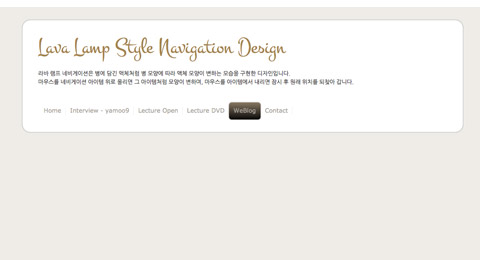 Lava Lamp Style Navigation Design
라바 램프 네비게이션은 병에 담긴 액체처럼 병 모양에 따라 액체 모양이 변하는 모습을 구현한 디자인입니다.
마우스를 네비게이션 아이템 위로 올리면 그 아이템처럼 모양이 변하며, 마우스를 아이템에서 내리면 잠시 후 원래 위치를 되찾아 갑니다.
Home Interview - yamoo9 Lecture Open Lecture DVD WeBlog Contact